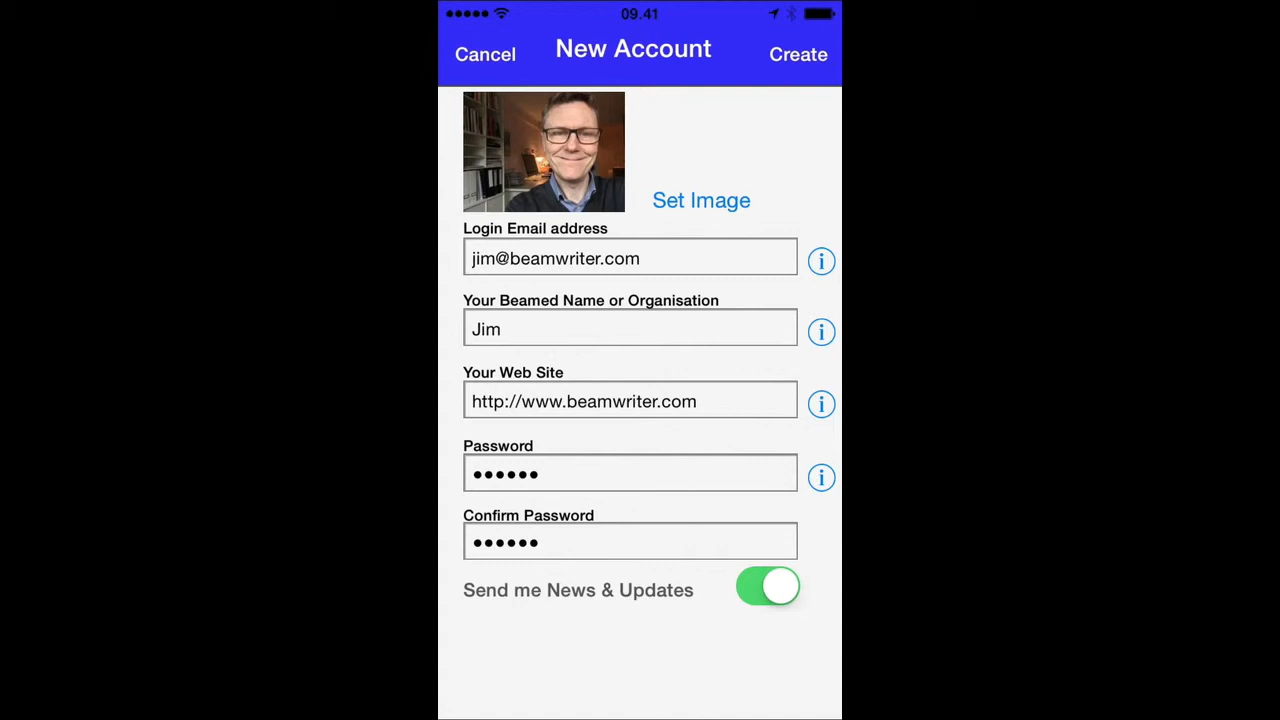 09.41
Cancel New Account Create
Set Image
Login Email address
jim@beamwriter.com
Your Beamed Name or Organisation
Jim
Your Web Site
http://www.beamwriter.com
Password
●●●●●●
Confirm Password
●●●●●●
Send me News & Updates